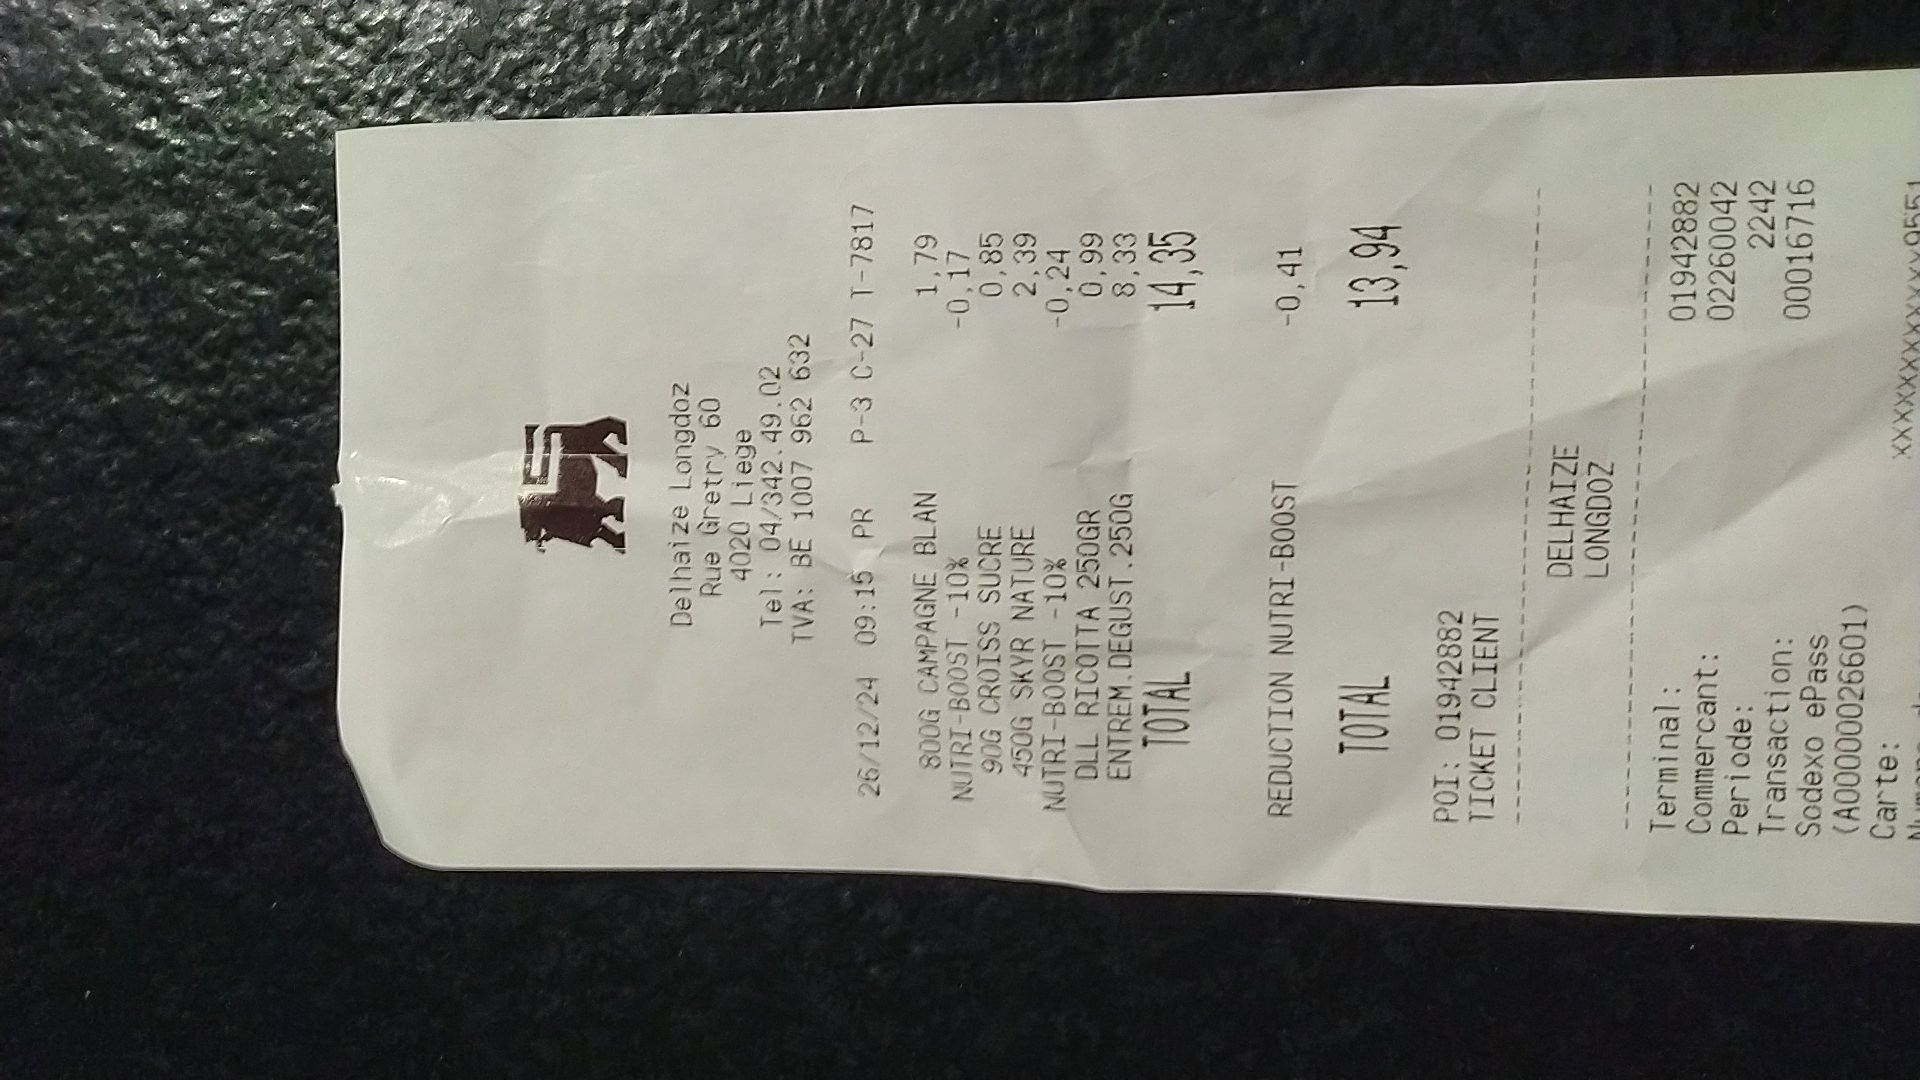 Delhaize Longdoz
Rue Gretry 60
4020 Liege
Tel: 04/342.49.02
TVA: BE 1007 962 632
26/12/24 09:15 PR P-3 C-27 T-7817
800G CAMPAGNE BLAN 1,79
NUTRI-BOOST -10% -0,17
90G CROISS SUCRE 0,85
450G SKYR NATURE 2,39
NUTRI-BOOST -10% -0,24
DLL RICOTTA 250GR 0,99
ENTREM.DEGUST.250G 8,33
TOTAL 14,35
REDUCTION NUTRI-BOOST -0,41
TOTAL 13,94
POI: 01942882
TICKET CLIENT
DELHAIZE
LONGDOZ
Terminal: 01942882
Commercant: 02260042
Periode: 2242
Transaction: 000167716
Sodexo ePass
(A0000026601)
Carte: